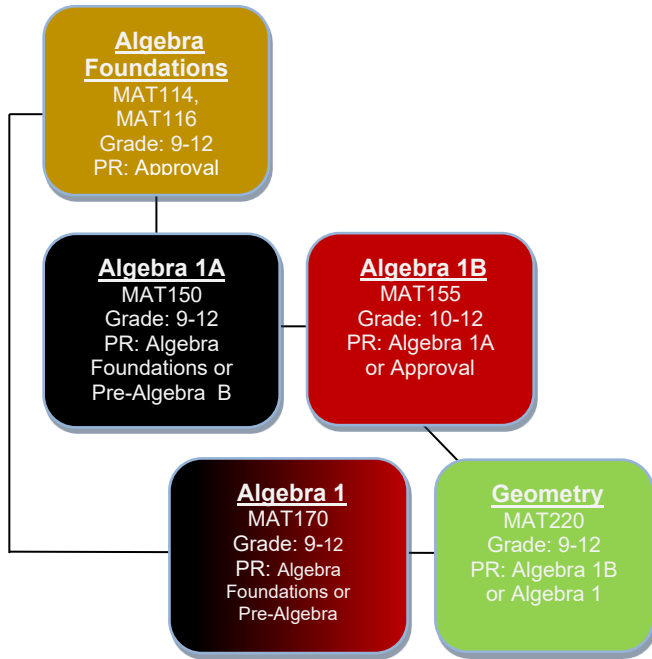 Algebra
Foundations
MAT114,
MAT116
Grade: 9-12
PR: Approval
Algebra 1A
MAT150
Grade: 9-12
PR: Algebra
Foundations or
Pre-Algebra B
Algebra 1B
MAT155
Grade: 10-12
PR: Algebra 1A
or Approval
Algebra 1
MAT170
Grade: 9-12
PR: Algebra
Foundations or
Pre-Algebra
Geometry
MAT220
Grade: 9-12
PR: Algebra 1B
or Algebra 1